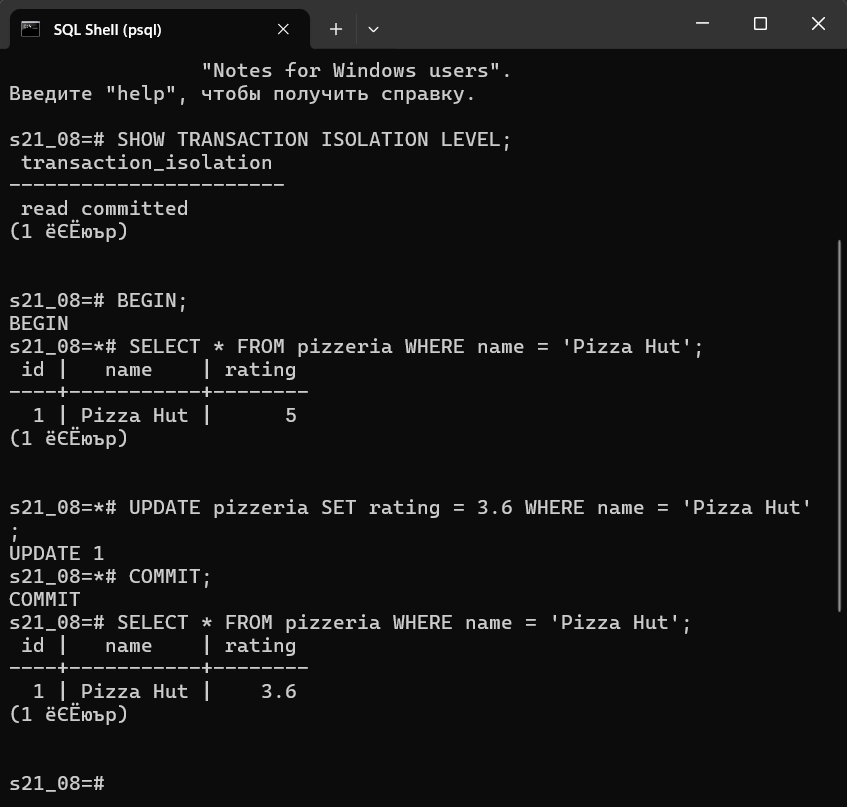 SQL Shell (psql)
"Notes for Windows users".
Введите "help", чтобы получить справку.
s21_08=# SHOW TRANSACTION ISOLATION LEVEL;
transaction_isolation
-----------------------
read committed
(1 ёЄЁюър)
s21_08=# BEGIN;
BEGIN
s21_08=*# SELECT * FROM pizzeria WHERE name = 'Pizza Hut';
id |   name    | rating
----+-----------+--------
1 | Pizza Hut |      5
(1 ёЄЁюър)
s21_08=*# UPDATE pizzeria SET rating = 3.6 WHERE name = 'Pizza Hut'
;
UPDATE 1
s21_08=*# COMMIT;
COMMIT
s21_08=# SELECT * FROM pizzeria WHERE name = 'Pizza Hut';
id |   name    | rating
----+-----------+--------
1 | Pizza Hut |    3.6
(1 ёЄЁюър)
s21_08=#